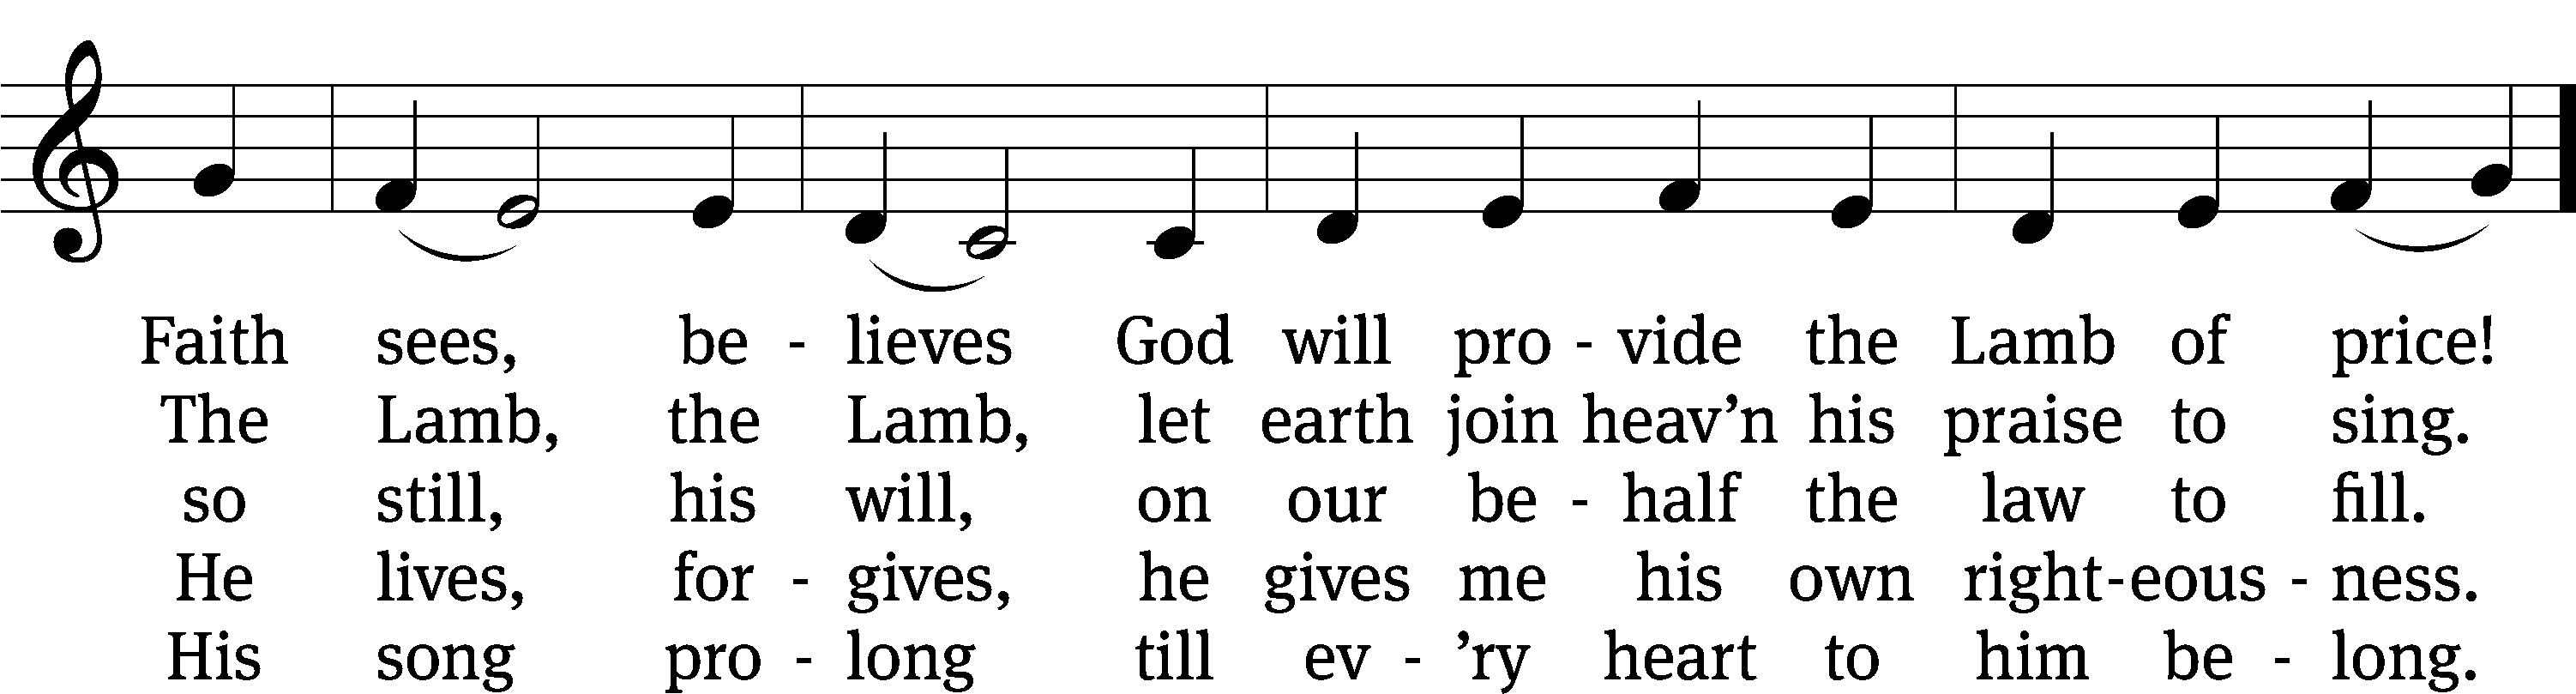 Faith sees, be - lieves God will pro - vide the Lamb of price!
The Lamb, the Lamb, let earth join heav’n his praise to sing.
so still, his will, on our be - half the law to fill.
He lives, for - gives, he gives me his own right - eous - ness.
His song pro - long till ev - ’ry heart to him be - long.